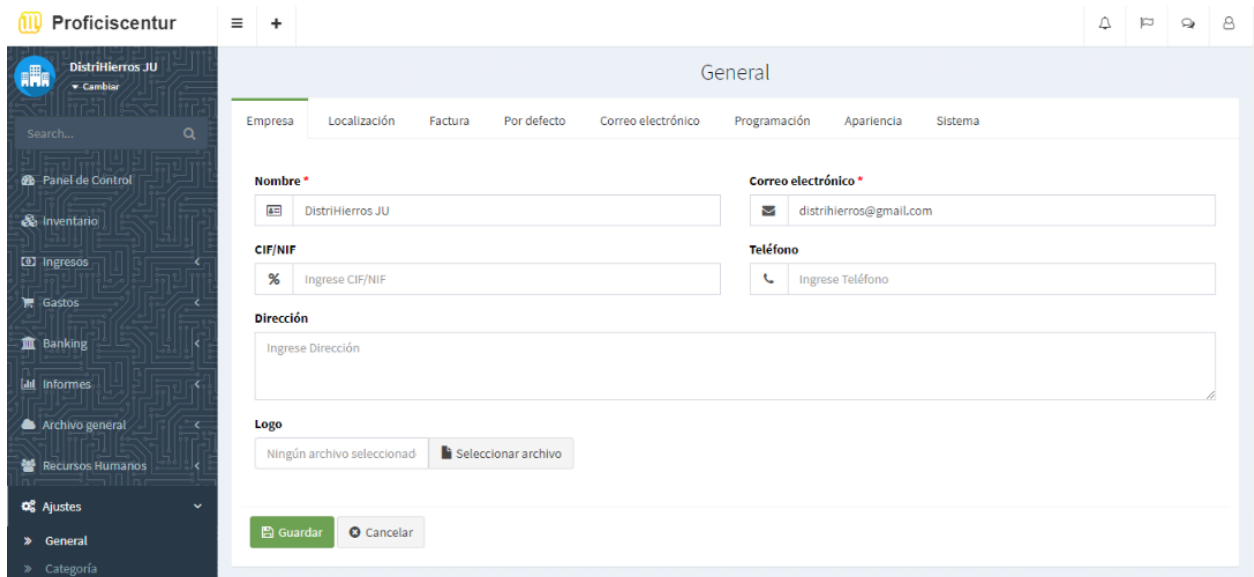 Proficiscentur
DistriHierros JU
Cambiar
Search...
Panel de Control
Inventario
Ingresos
Gastos
Banking
Informes
Archivo general
Recursos Humanos
Ajustes
General
Categoría
General
Empresa Localización Factura Por defecto Correo electrónico Programación Apariencia Sistema
Nombre * Correo electrónico *
DistriHierros JU distrihierros@gmail.com
CIF/NIF Teléfono
% Ingrese CIF/NIF Ingrese Teléfono
Dirección
Ingrese Dirección
Logo
Ningún archivo seleccionad Seleccionar archivo
Guardar Cancelar